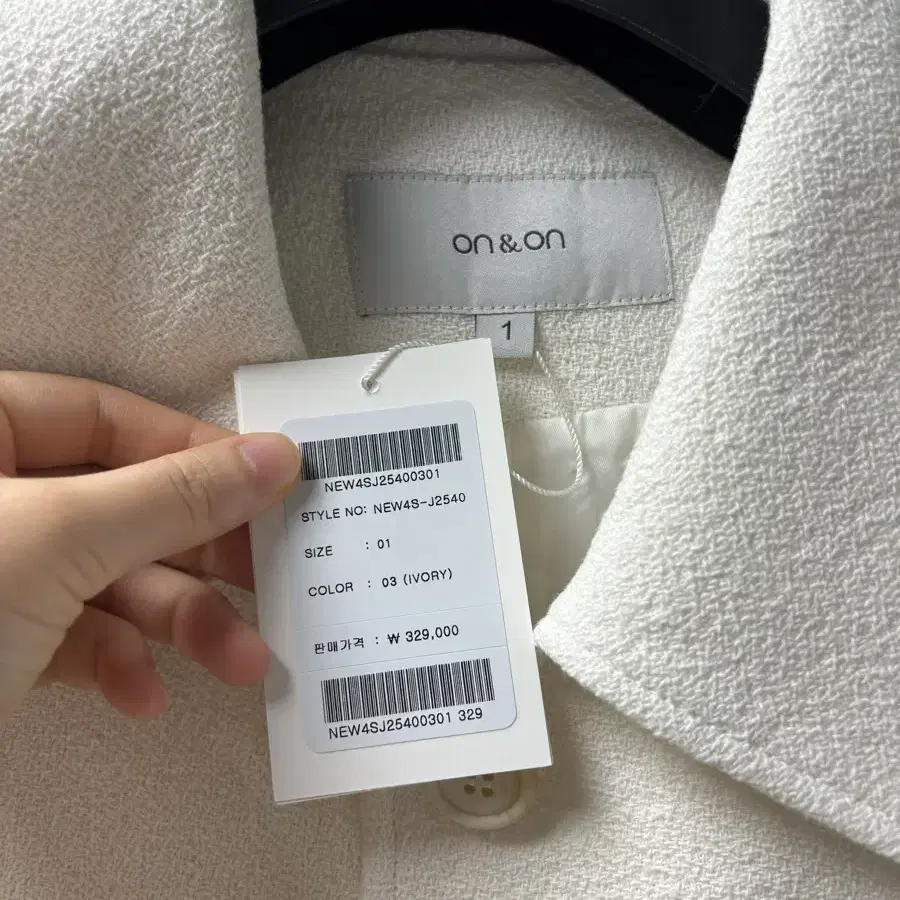 on&on
1
NEW4SJ25400301
STYLE NO: NEW4S-J2540
SIZE : 01
COLOR : 03 (IVORY)
판매가격 : ₩ 329,000
NEW4SJ25400301 329